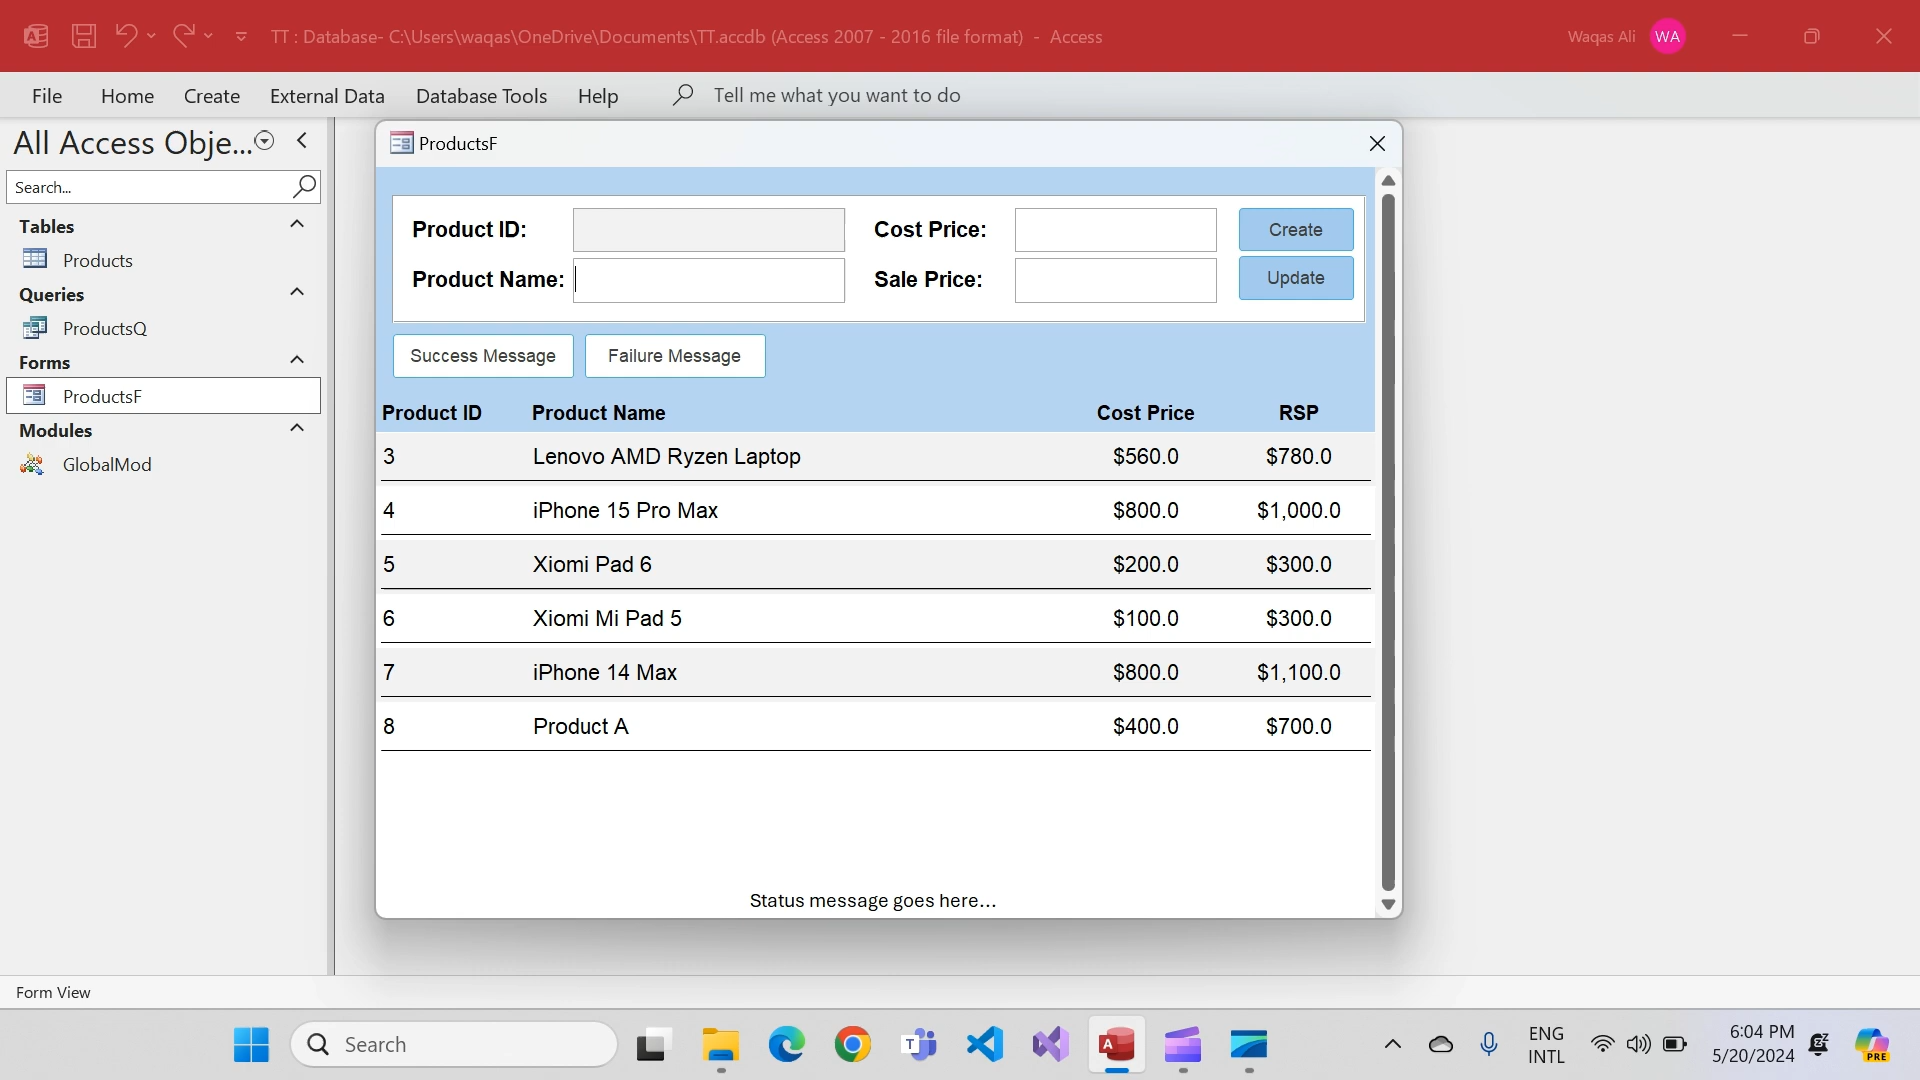 TT : Database- C:\Users\waqas\OneDrive\Documents\TT.accdb (Access 2007 - 2016 file format) - Access
Waqas Ali WA
File Home Create External Data Database Tools Help Tell me what you want to do
All Access Obje...
Search...
Tables
Products
Queries
ProductsQ
Forms
ProductsF
Modules
GlobalMod
ProductsF
Product ID: Cost Price: Create
Product Name: Sale Price: Update
Success Message Failure Message
Product ID Product Name Cost Price RSP
3 Lenovo AMD Ryzen Laptop $560.0 $780.0
4 iPhone 15 Pro Max $800.0 $1,000.0
5 Xiomi Pad 6 $200.0 $300.0
6 Xiomi Mi Pad 5 $100.0 $300.0
7 iPhone 14 Max $800.0 $1,100.0
8 Product A $400.0 $700.0
Status message goes here...
Form View
Search
ENG
INTL
6:04 PM
5/20/2024
PRE